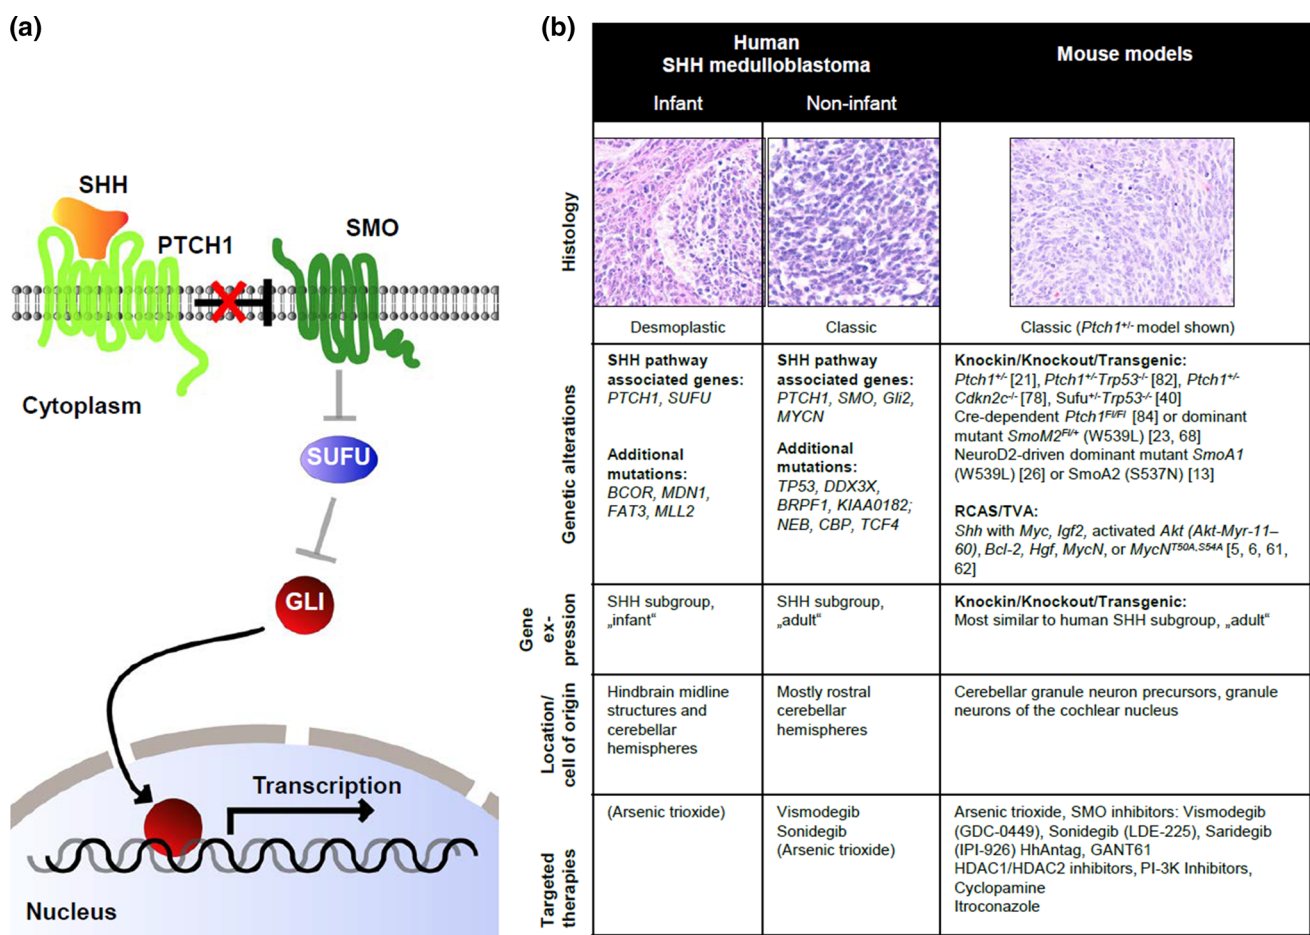 (a)
SHH
PTCH1
SMO
Cytoplasm
SUFU
GLI
Transcription
Nucleus
(b)
Human
SHH medulloblastoma
Mouse models
Infant
Non-infant
Histology
Desmoplastic
Classic
Classic (Ptch1+/- model shown)
Genetic alterations
SHH pathway
associated genes:
PTCH1, SUFU
Additional
mutations:
BCOR, MDN1,
FAT3, MLL2
SHH pathway
associated genes:
PTCH1, SMO, Gli2,
MYCN
Additional
mutations:
TP53, DDX3X,
BRPF1, KIAA0182;
NEB, CBP, TCF4
Knockin/Knockout/Transgenic:
Ptch1+/- [21], Ptch1+/-Trp53-/- [82], Ptch1+/-
Cdkn2c-/- [78], Sufu+/-Trp53-/- [40]
Cre-dependent Ptch1Fl/Fl [84] or dominant
mutant SmoM2Fl/+ (W539L) [23, 68]
NeuroD2-driven dominant mutant SmoA1
(W539L) [26] or SmoA2 (S537N) [13]
RCAS/TVA:
Shh with Myc, Igf2, activated Akt (Akt-Myr-11–
60), Bcl-2, Hgf, MycN, or MycNT50A,S54A [5, 6, 61,
62]
Gene
ex-
pression
SHH subgroup,
„infant“
SHH subgroup,
„adult“
Knockin/Knockout/Transgenic:
Most similar to human SHH subgroup, „adult“
Location/
cell of origin
Hindbrain midline
structures and
cerebellar
hemispheres
Mostly rostral
cerebellar
hemispheres
Cerebellar granule neuron precursors, granule
neurons of the cochlear nucleus
Targeted
therapies
(Arsenic trioxide)
Vismodegib
Sonidegib
(Arsenic trioxide)
Arsenic trioxide, SMO inhibitors: Vismodegib
(GDC-0449), Sonidegib (LDE-225), Saridegib
(IPI-926) HhAntag, GANT61
HDAC1/HDAC2 inhibitors, PI-3K Inhibitors,
Cyclopamine
Itroconazole